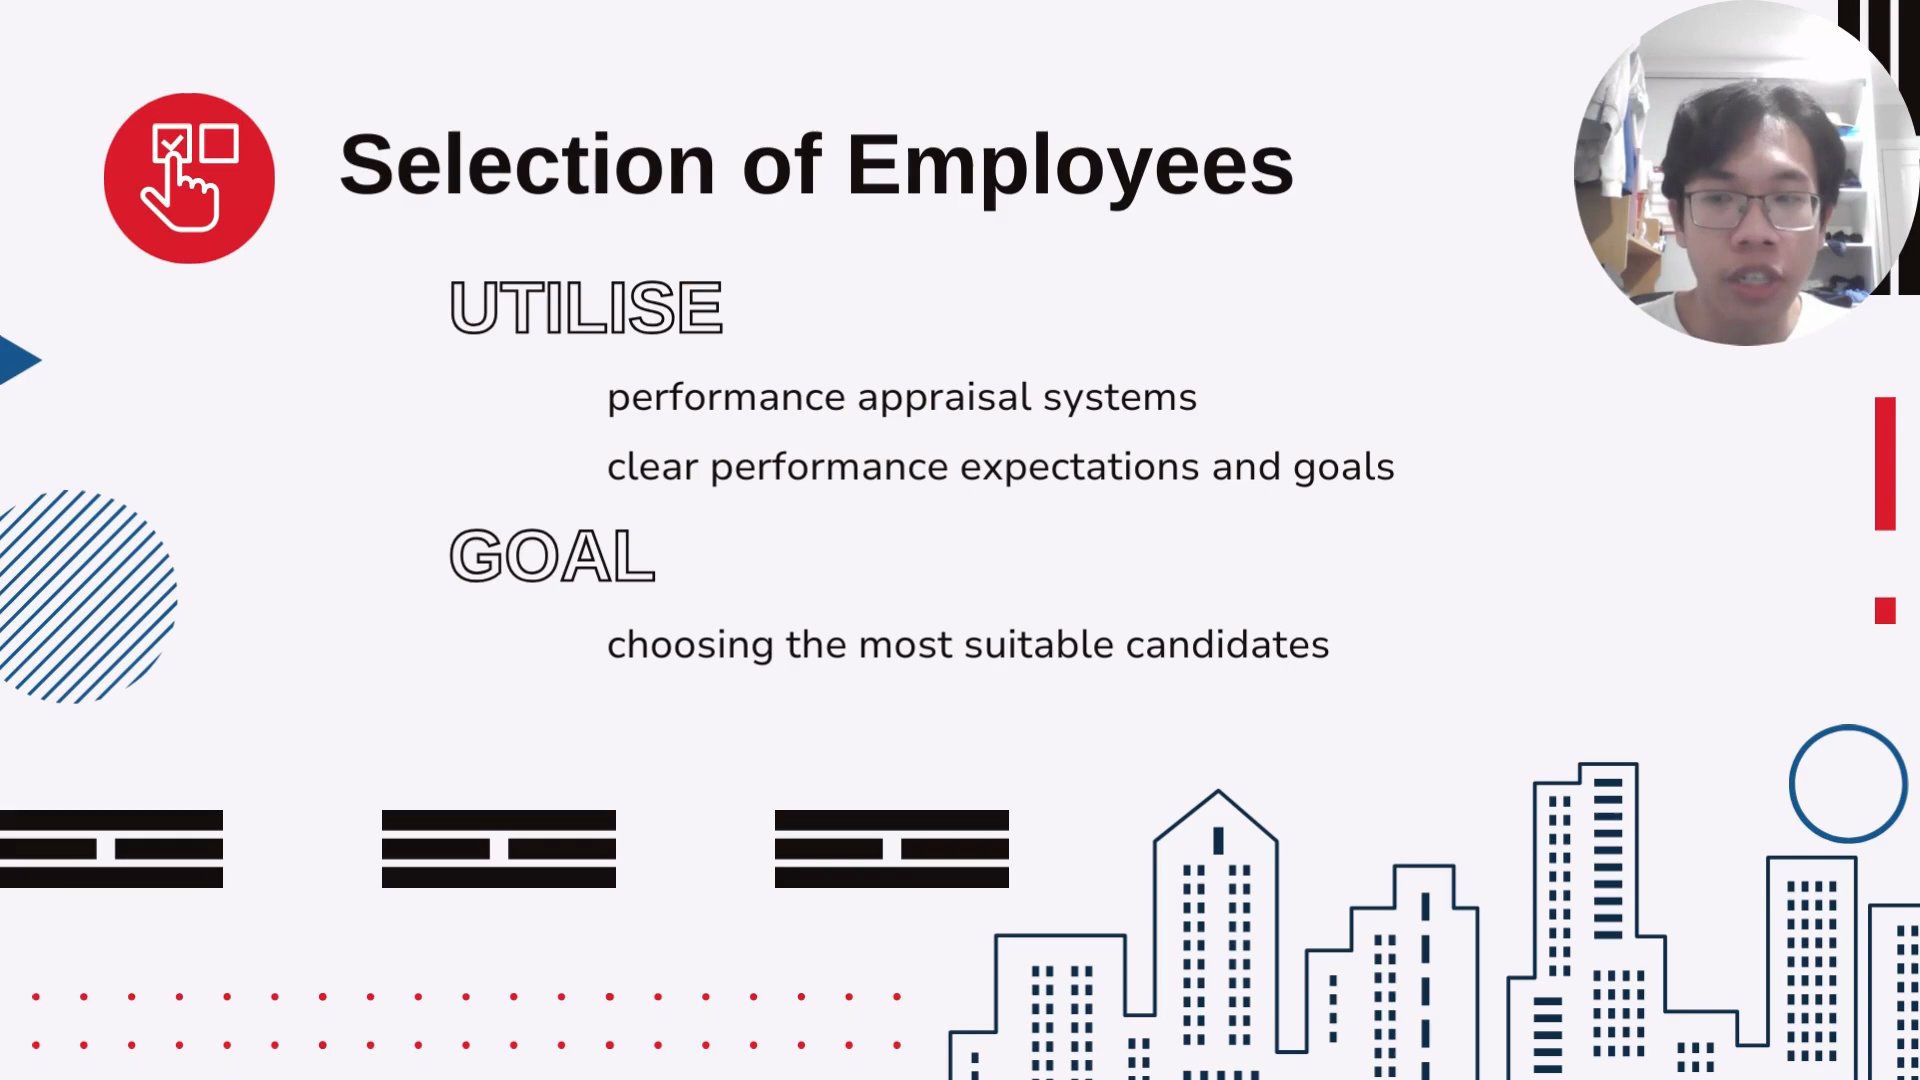 Selection of Employees
UTILISE
performance appraisal systems
clear performance expectations and goals
GOAL
choosing the most suitable candidates